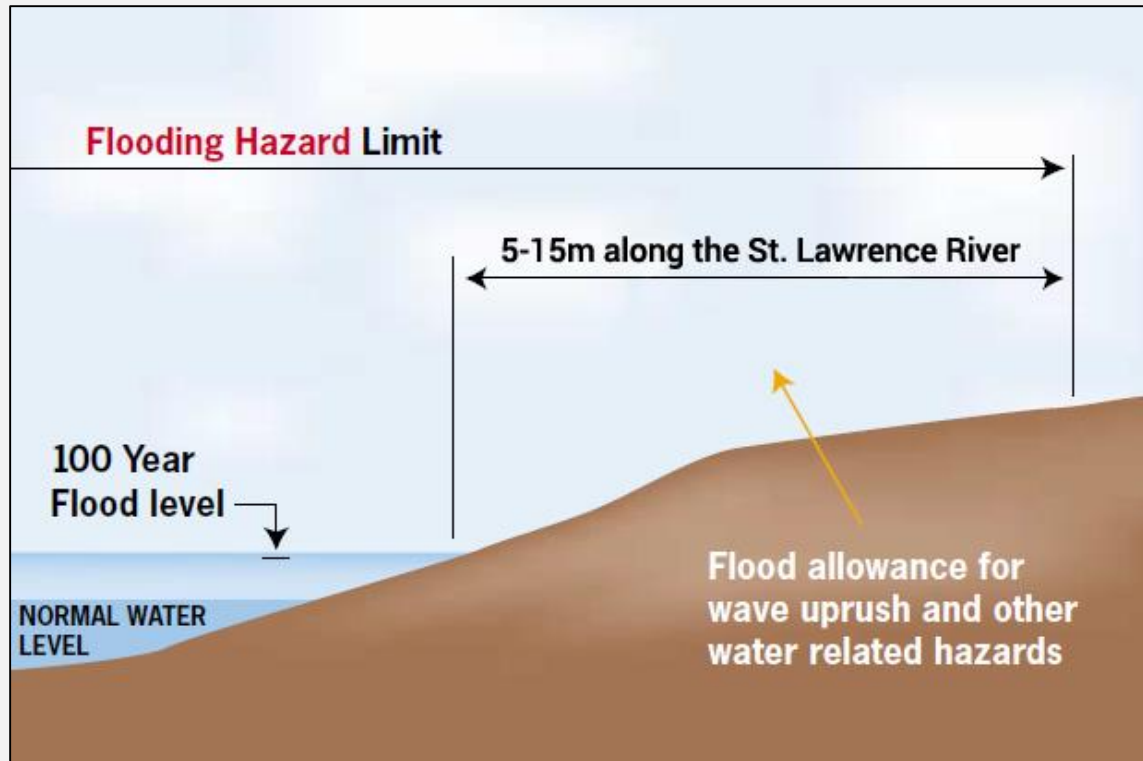 Flooding Hazard Limit
5-15m along the St. Lawrence River
100 Year
Flood level
NORMAL WATER
LEVEL
Flood allowance for
wave uprush and other
water related hazards